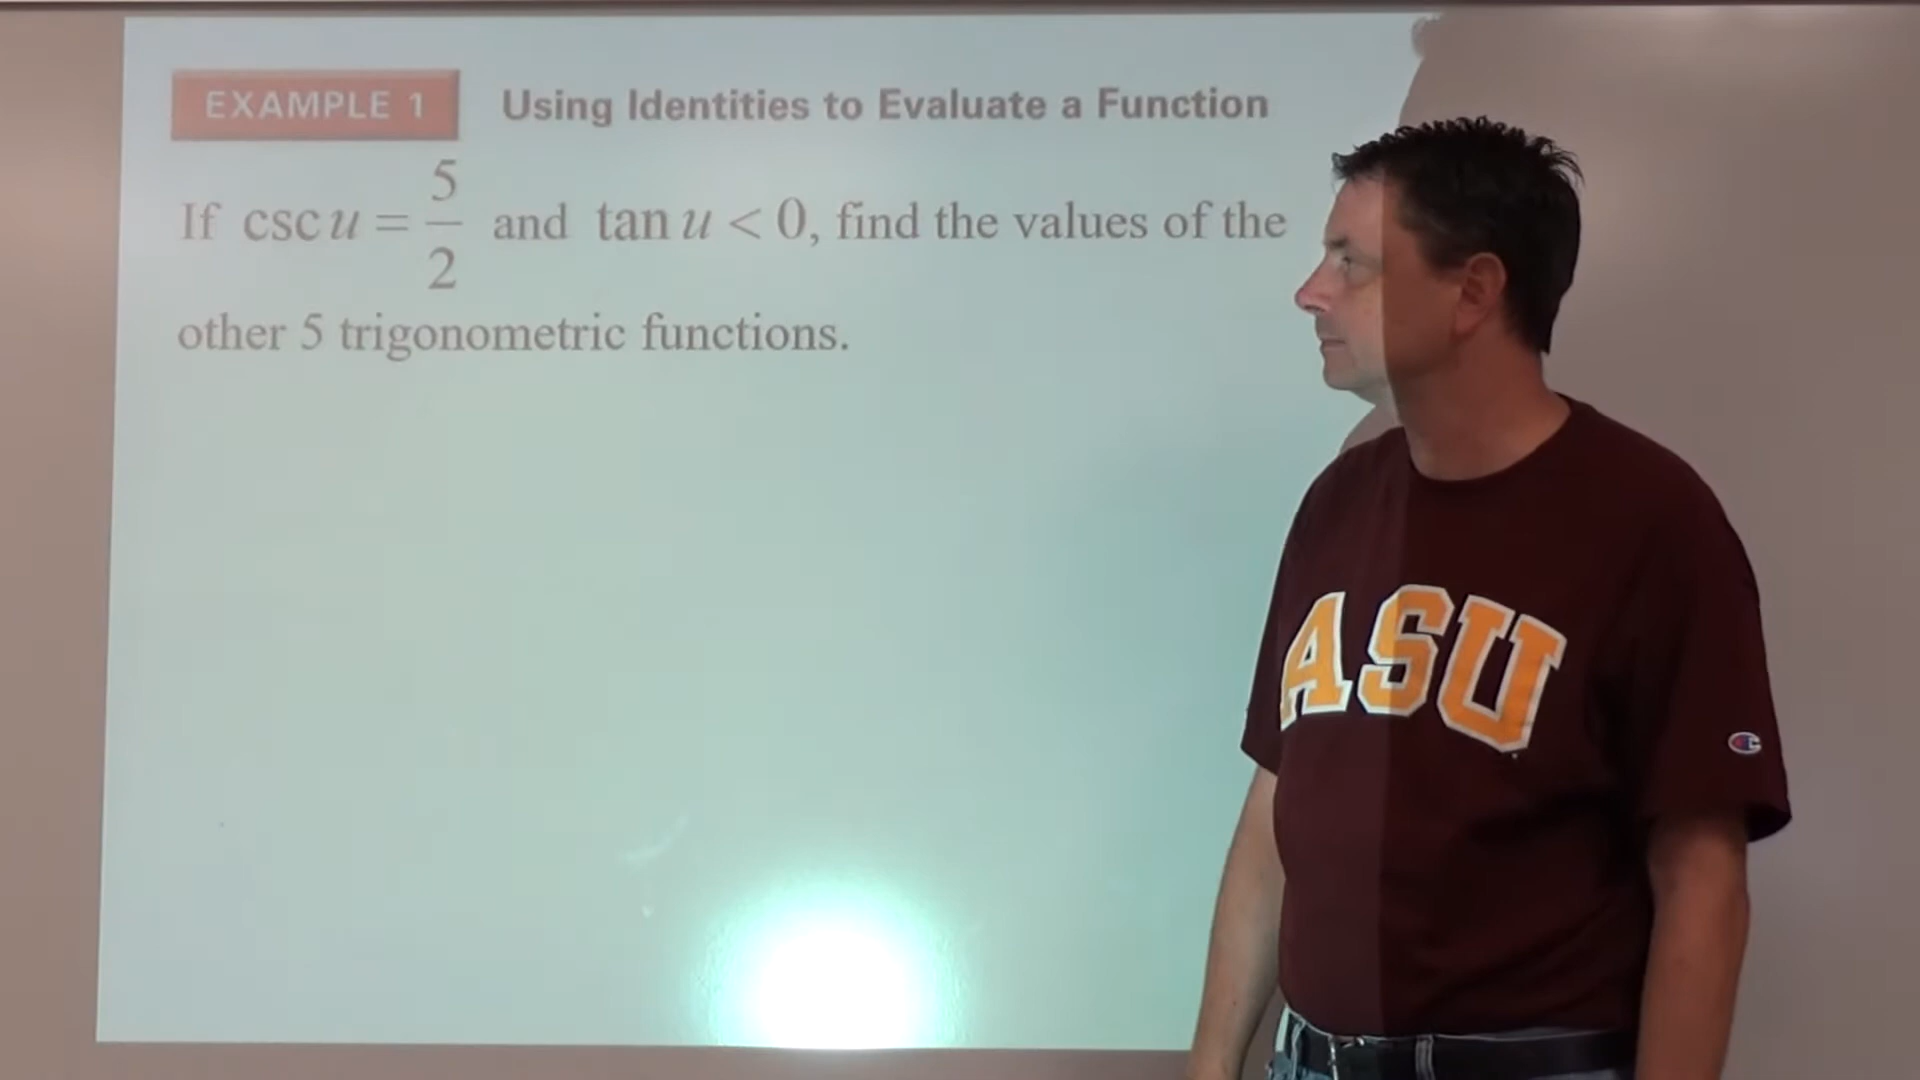 EXAMPLE 1 Using Identities to Evaluate a Function
If csc u = 5/2 and tan u < 0, find the values of the
other 5 trigonometric functions.
ASU